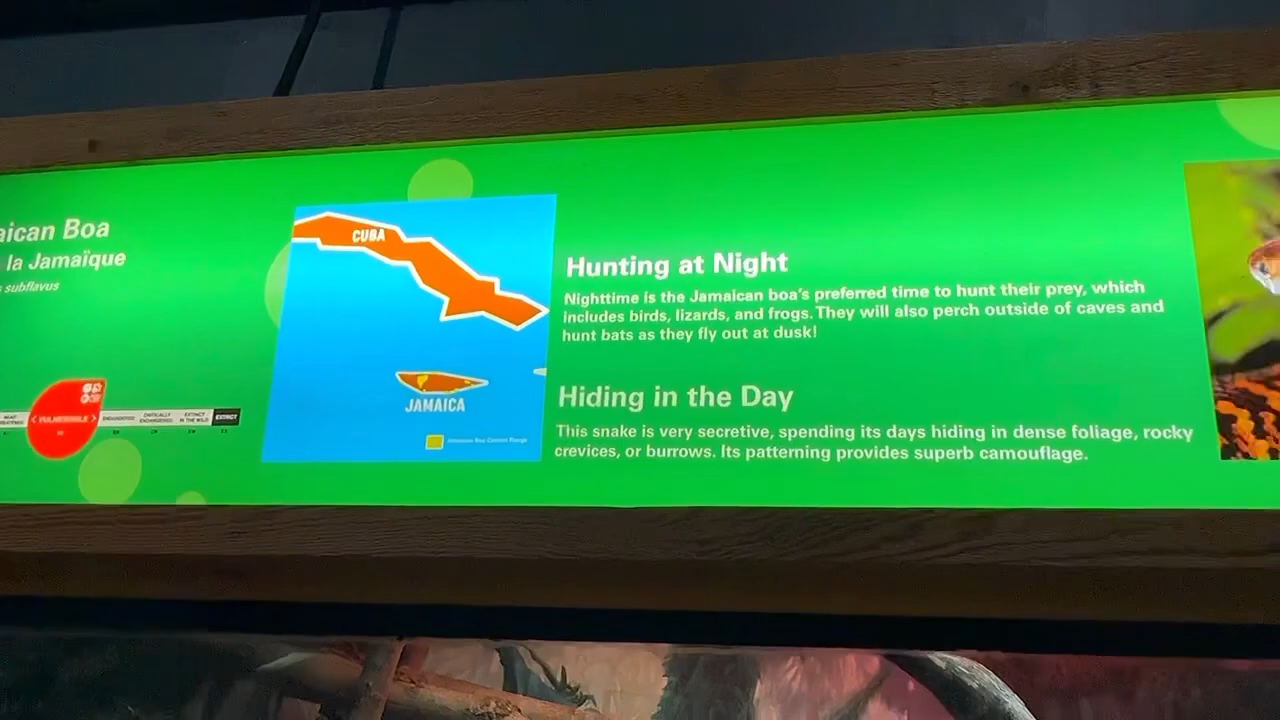 aican Boa
la Jamaïque
s subflavus
VULNERABLE
ENDANGERED
CRITICALLY ENDANGERED
EXTINCT IN THE WILD
EXTINCT
CUBA
JAMAICA
Jamaican Boa Current Range
Hunting at Night
Nighttime is the Jamaican boa's preferred time to hunt their prey, which
includes birds, lizards, and frogs. They will also perch outside of caves and
hunt bats as they fly out at dusk!
Hiding in the Day
This snake is very secretive, spending its days hiding in dense foliage, rocky
crevices, or burrows. Its patterning provides superb camouflage.